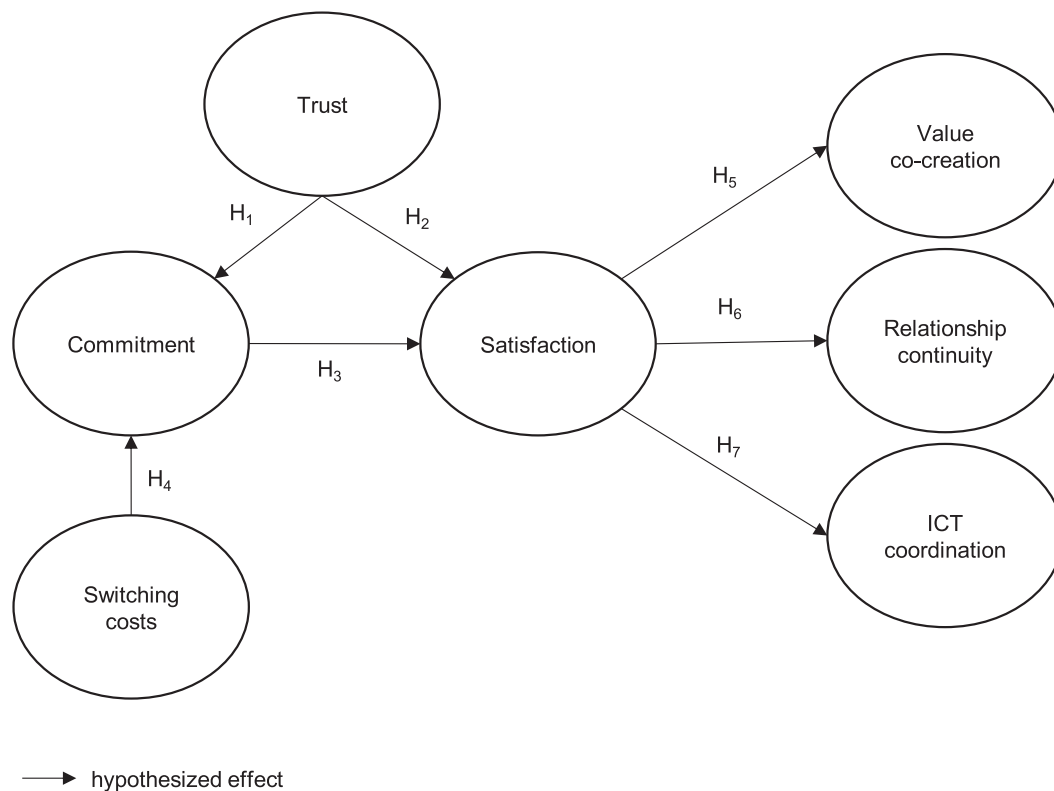 Trust
Value
co-creation
H₅
H₁
H₂
H₆
Commitment
Satisfaction
Relationship
continuity
H₃
H₇
H₄
ICT
coordination
Switching
costs
hypothesized effect